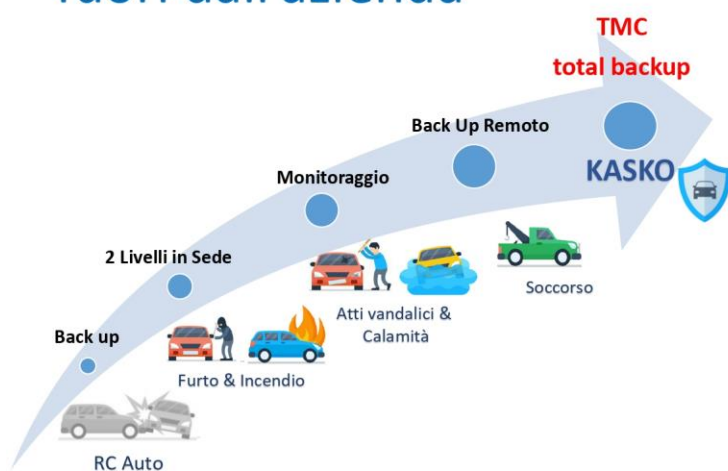 TMC
total backup
Back Up Remoto
KASKO
Monitoraggio
2 Livelli in Sede
Soccorso
Atti vandalici &
Calamità
Back up
Furto & Incendio
RC Auto